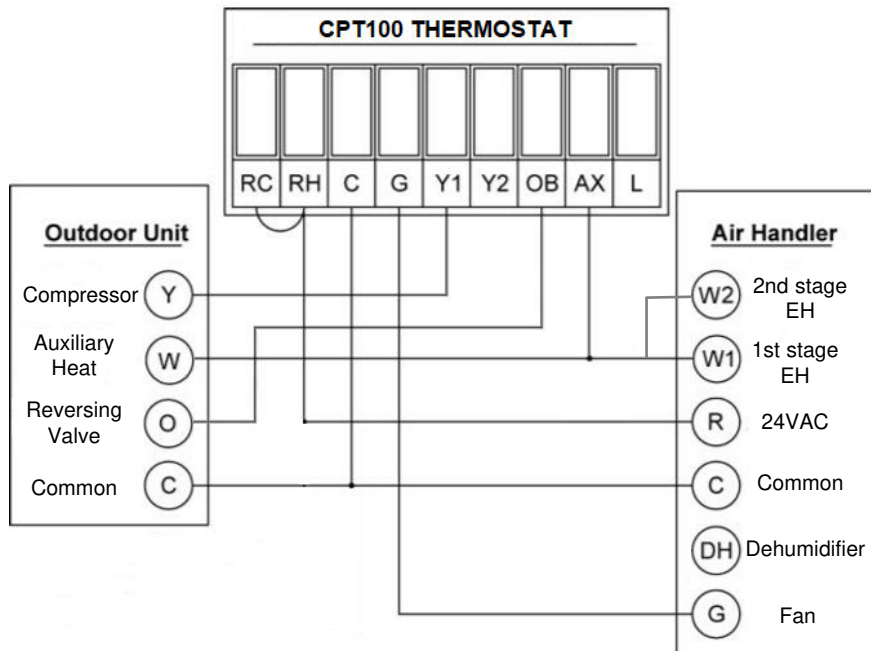 CPT100 THERMOSTAT
RC RH C G Y1 Y2 OB AX L
Outdoor Unit
Compressor Y
Auxiliary
Heat
W
Reversing
Valve
O
Common C
Air Handler
W2 2nd stage
EH
W1 1st stage
EH
R 24VAC
C Common
DH Dehumidifier
G Fan